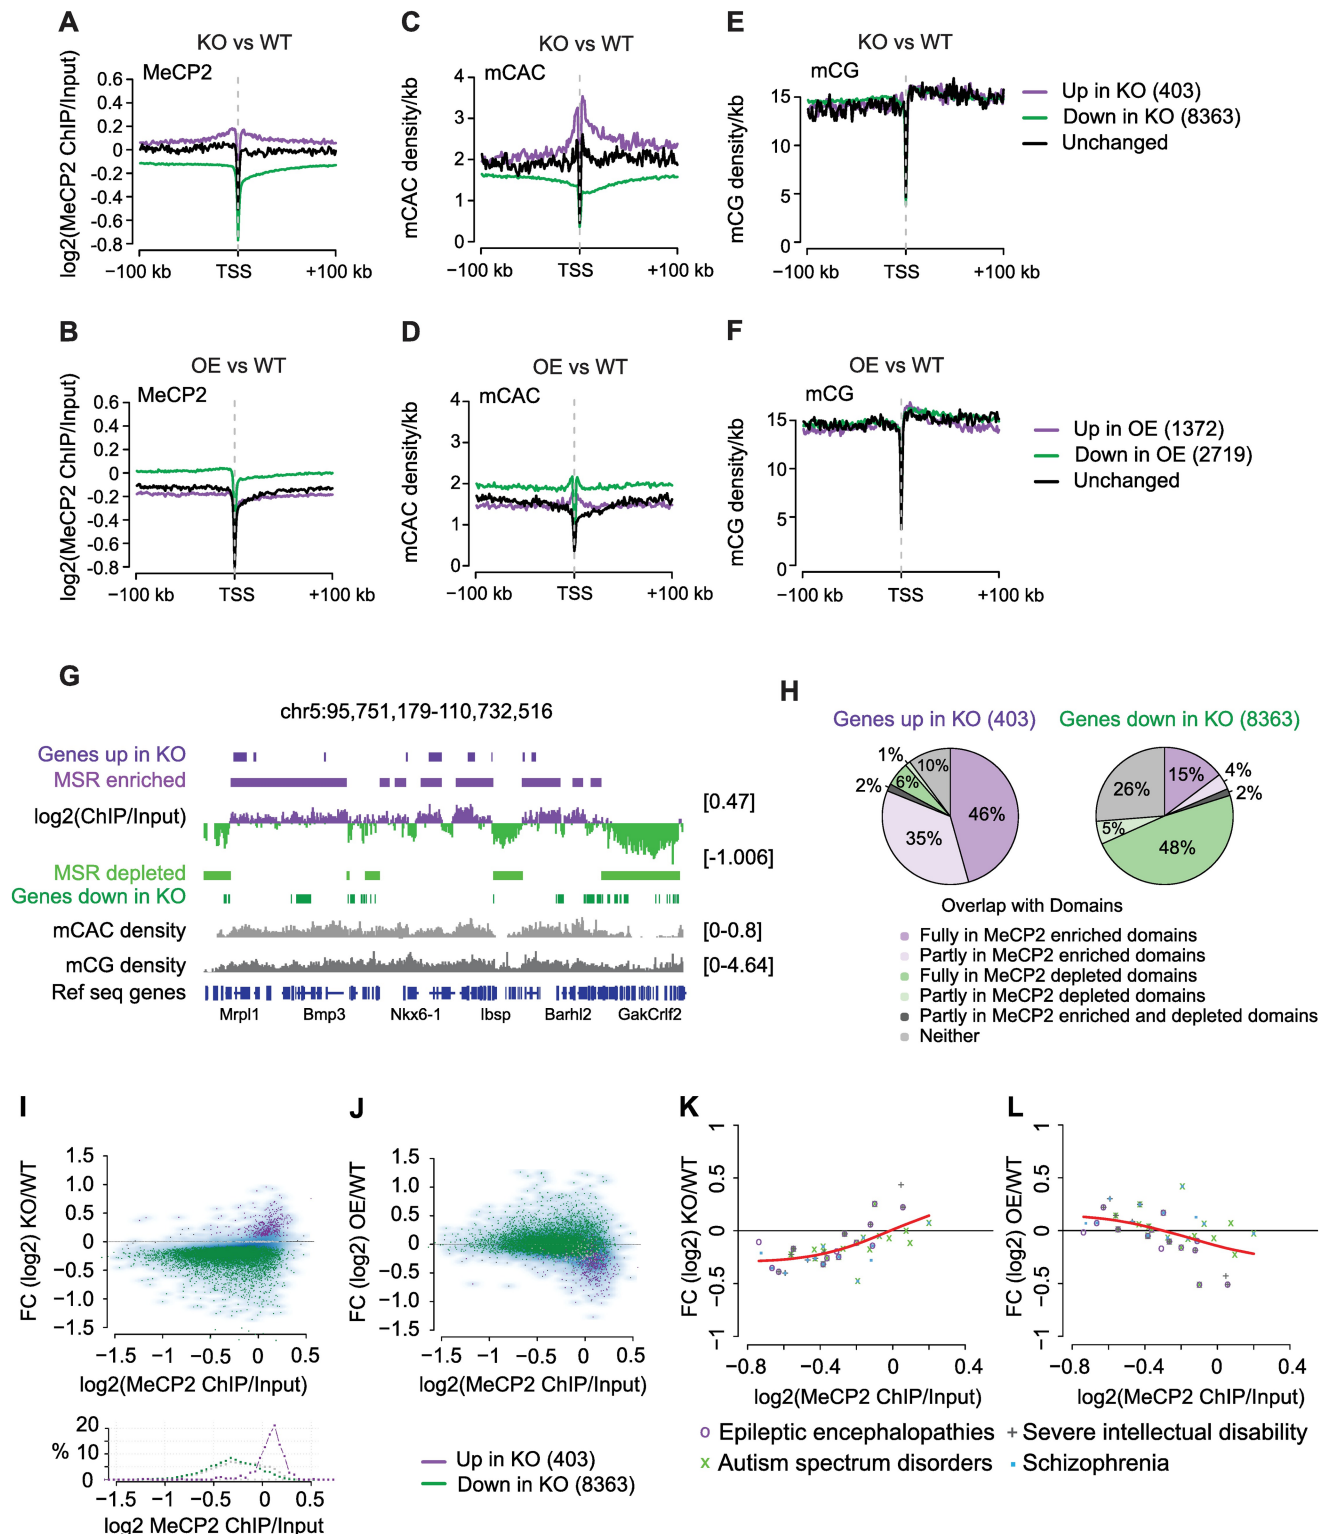 A
KO vs WT
MeCP2
log2(MeCP2 ChIP/Input)
0.6
0.4
0.2
0
-0.2
-0.4
-0.6
-0.8
−100 kb TSS +100 kb
C
KO vs WT
mCAC
mCAC density/kb
4
3
2
1
0
−100 kb TSS +100 kb
E
KO vs WT
mCG
mCG density/kb
15
10
5
0
−100 kb TSS +100 kb
Up in KO (403)
Down in KO (8363)
Unchanged
B
OE vs WT
MeCP2
log2(MeCP2 ChIP/Input)
0.6
0.4
0.2
0
-0.2
-0.4
-0.6
-0.8
−100 kb TSS +100 kb
D
OE vs WT
mCAC
mCAC density/kb
4
3
2
1
0
−100 kb TSS +100 kb
F
OE vs WT
mCG
mCG density/kb
15
10
5
0
−100 kb TSS +100 kb
Up in OE (1372)
Down in OE (2719)
Unchanged
G
chr5:95,751,179-110,732,516
Genes up in KO
MSR enriched
log2(ChIP/Input)
[0.47]
[-1.006]
MSR depleted
Genes down in KO
mCAC density
[0-0.8]
mCG density
[0-4.64]
Ref seq genes
Mrpl1 Bmp3 Nkx6-1 Ibsp Barhl2 GakCrlf2
H
Genes up in KO (403)
10%
1%
6%
2%
35%
46%
Genes down in KO (8363)
15%
4%
2%
26%
5%
48%
Overlap with Domains
Fully in MeCP2 enriched domains
Partly in MeCP2 enriched domains
Fully in MeCP2 depleted domains
Partly in MeCP2 depleted domains
Partly in MeCP2 enriched and depleted domains
Neither
I
FC (log2) KO/WT
1.5
1.0
0.5
0
−0.5
−1.0
−1.5
−1.5 −1 −0.5 0 0.5
log2(MeCP2 ChIP/Input)
%
20
10
0
−1.5 −1 −0.5 0 0.5
log2 MeCP2 ChIP/Input
J
FC (log2) OE/WT
1.5
1.0
0.5
0
−0.5
−1.0
−1.5
−1.5 −1 −0.5 0 0.5
log2(MeCP2 ChIP/Input)
Up in KO (403)
Down in KO (8363)
K
FC (log2) KO/WT
1
0.5
0
−0.5
−1
−0.8 −0.4 0 0.4
log2(MeCP2 ChIP/Input)
L
FC (log2) OE/WT
1
0.5
0
−0.5
−1
−0.8 −0.4 0 0.4
log2(MeCP2 ChIP/Input)
o Epileptic encephalopathies + Severe intellectual disability
x Autism spectrum disorders Schizophrenia